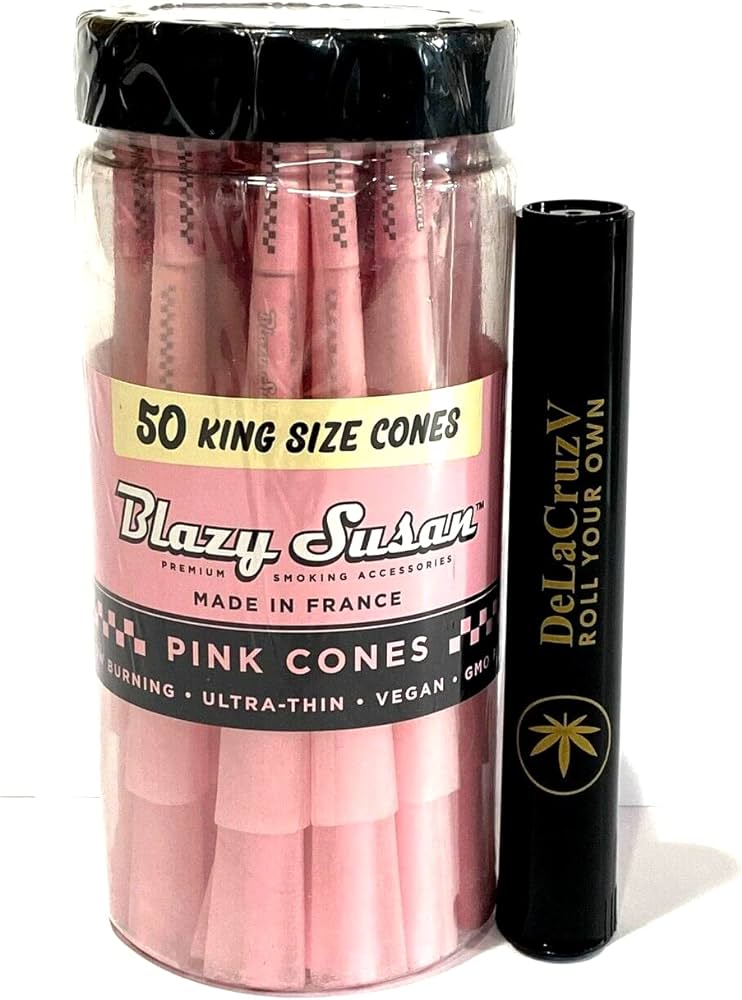 50 KING SIZE CONES
Blazy Susan™
PREMIUM SMOKING ACCESSORIES
MADE IN FRANCE
PINK CONES
BURNING • ULTRA-THIN • VEGAN • GMO
DeLaCruzV
ROLL YOUR OWN